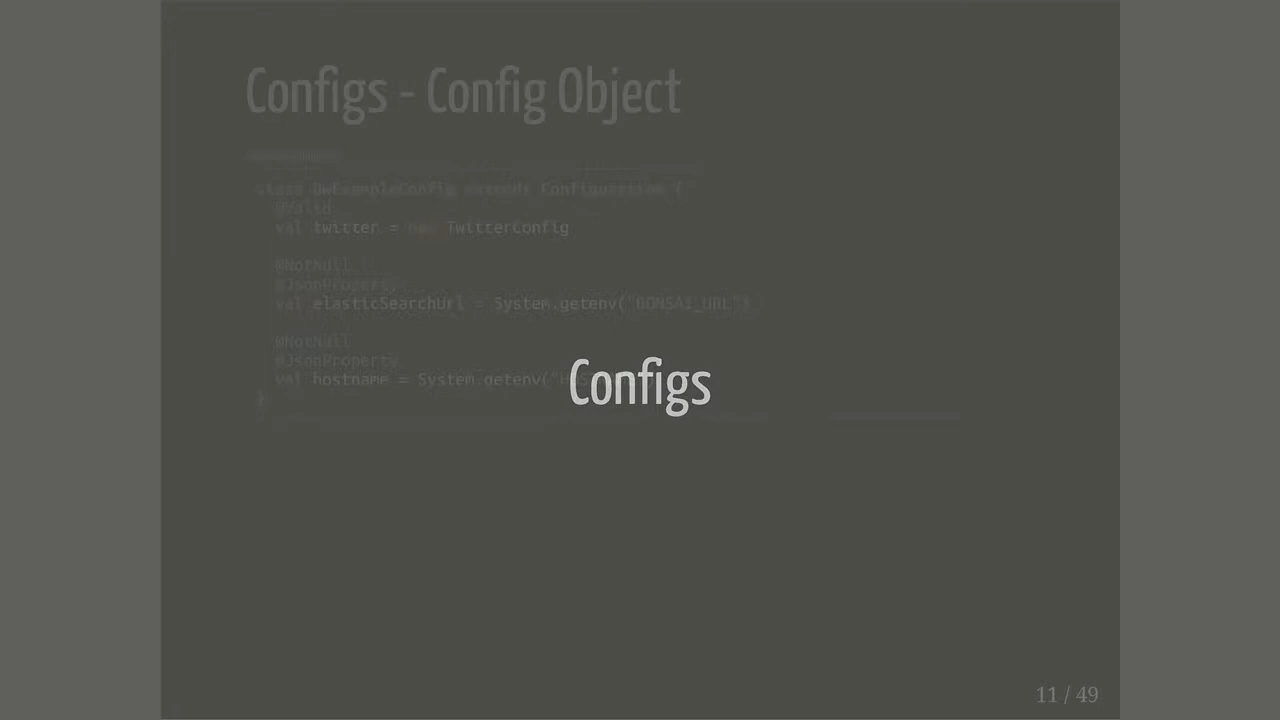 Configs - Config Object
class DwExampleConfig extends Configuration {
@Valid
val twitter = new TwitterConfig
@NotNull
@JsonProperty
val elasticSearchUrl = System.getenv("BONSAI_URL")
@NotNull
@JsonProperty
val hostname = System.getenv("
}
Configs
11 / 49